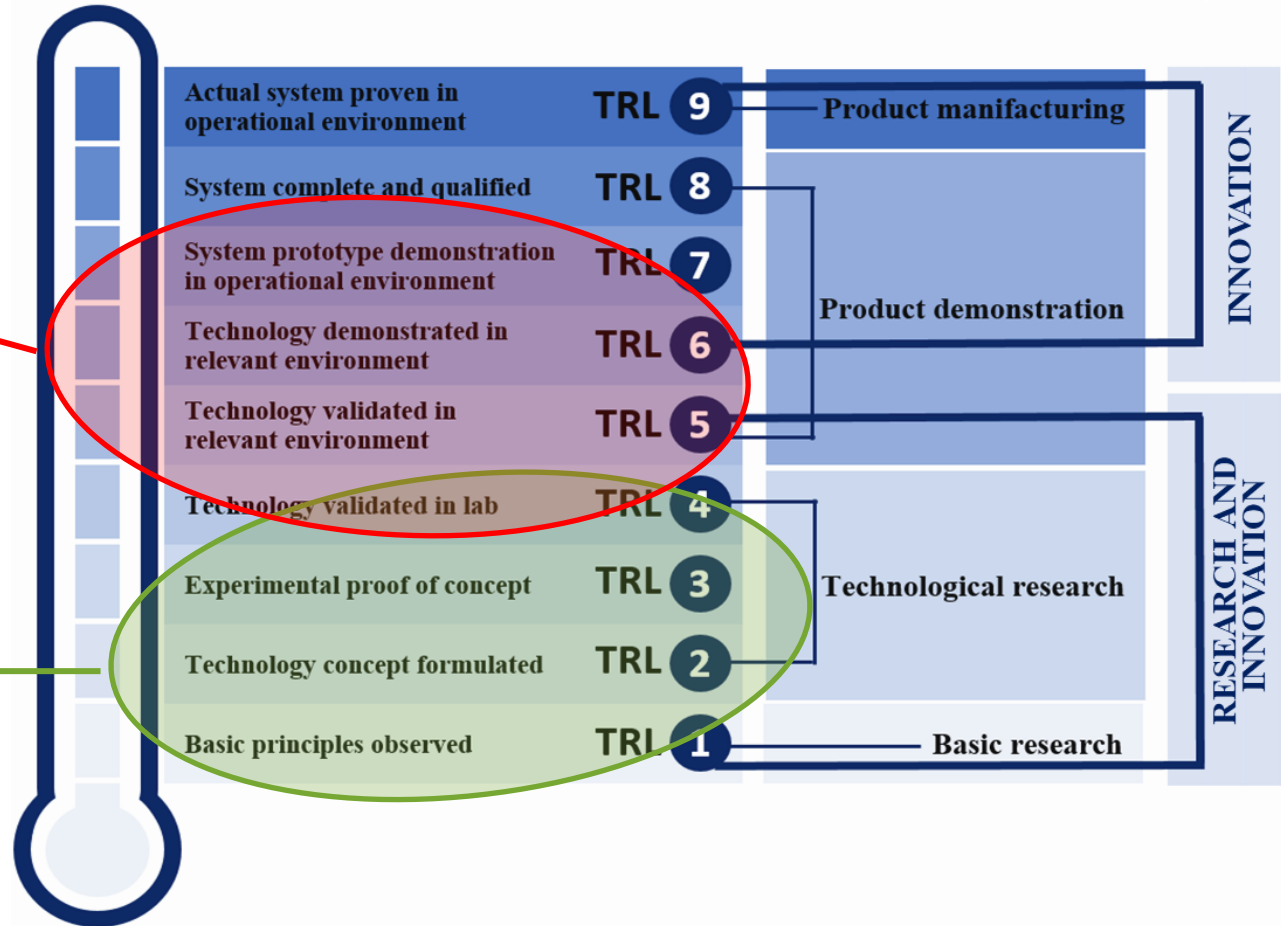 Actual system proven in
operational environment
TRL 9
Product manifacturing
System complete and qualified
TRL 8
System prototype demonstration
in operational environment
TRL 7
Product demonstration
Technology demonstrated in
relevant environment
TRL 6
Technology validated in
relevant environment
TRL 5
INNOVATION
Technology validated in lab
TRL 4
Experimental proof of concept
TRL 3
Technological research
Technology concept formulated
TRL 2
Basic principles observed
TRL 1
Basic research
RESEARCH AND
INNOVATION